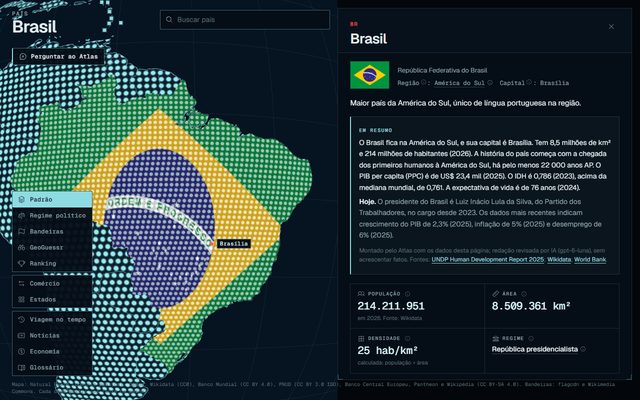 PAÍS
Brasil
Buscar país
Perguntar ao Atlas
ORDEM E PROGRESSO
Brasília
Padrão
Regime político
Bandeiras
GeoGuessr
Ranking
Comércio
Estados
Viagem no tempo
Notícias
Economia
Glossário
BR
Brasil
República Federativa do Brasil
Região: América do Sul Capital: Brasília
Maior país da América do Sul, único de língua portuguesa na região.
EM RESUMO
O Brasil fica na América do Sul, e sua capital é Brasília. Tem 8,5 milhões de km²
e 214 milhões de habitantes (2026). A história do país começa com a chegada
dos primeiros humanos à América do Sul, há pelo menos 22 000 anos AP. O
PIB per capita (PPC) é de US$ 23,4 mil (2025). O IDH é 0,786 (2023), acima da
mediana mundial, de 0,761. A expectativa de vida é de 76 anos (2024).
Hoje. O presidente do Brasil é Luiz Inácio Lula da Silva, do Partido dos
Trabalhadores, no cargo desde 2023. Os dados mais recentes indicam
crescimento do PIB de 2,3% (2025), inflação de 5% (2025) e desemprego de
6% (2025).
Montado pelo Atlas com os dados desta página; redação revisada por IA (gpt-5-luna), sem
acrescentar fatos. Fontes: UNDP Human Development Report 2025, Wikidata, World Bank.
POPULAÇÃO
214.211.951
em 2026. Fonte: Wikidata
ÁREA
8.509.361 km²
DENSIDADE
25 hab/km²
calculada: população ÷ área
REGIME
República presidencialista
Mapa: Natural Wikidata (CC0), Banco Mundial (CC BY 4.0), PNUD (CC BY 3.0 IGO) Banco Central Europeu, Pantheon e Wikipédia (CC BY-SA 4.0). Bandeiras: flagcdn e Wikimedia
Commons.